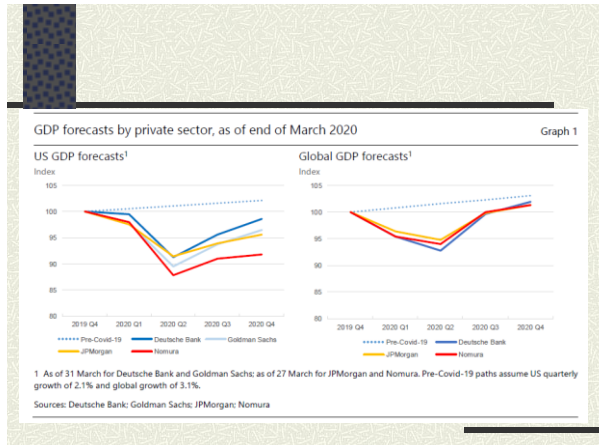 GDP forecasts by private sector, as of end of March 2020
Graph 1
US GDP forecasts¹
Index
105
100
95
90
85
80
2019 Q4 2020 Q1 2020 Q2 2020 Q3 2020 Q4
Pre-Covid-19 Deutsche Bank Goldman Sachs
JPMorgan Nomura
Global GDP forecasts¹
Index
105
100
95
90
85
80
2019 Q4 2020 Q1 2020 Q2 2020 Q3 2020 Q4
Pre-Covid-19 Deutsche Bank
JPMorgan Nomura
1 As of 31 March for Deutsche Bank and Goldman Sachs; as of 27 March for JPMorgan and Nomura. Pre-Covid-19 paths assume US quarterly
growth of 2.1% and global growth of 3.1%.
Sources: Deutsche Bank; Goldman Sachs; JPMorgan; Nomura